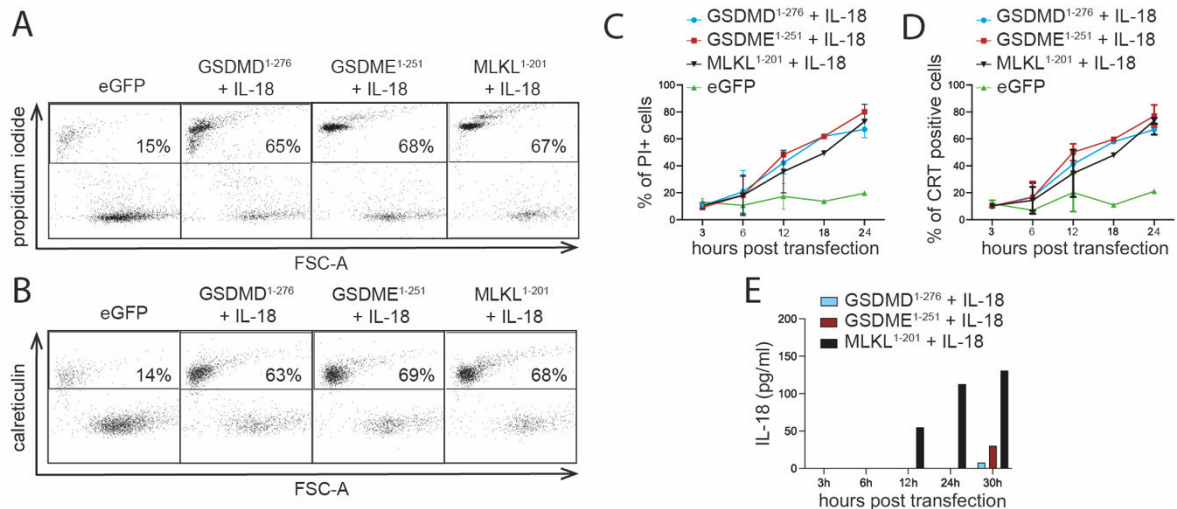 A
eGFP
GSDMD¹⁻²⁷⁶
+ IL-18
GSDME¹⁻²⁵¹
+ IL-18
MLKL¹⁻²⁰¹
+ IL-18
propidium iodide
15%
65%
68%
67%
FSC-A
B
eGFP
GSDMD¹⁻²⁷⁶
+ IL-18
GSDME¹⁻²⁵¹
+ IL-18
MLKL¹⁻²⁰¹
+ IL-18
calreticulin
14%
63%
69%
68%
FSC-A
C
GSDMD¹⁻²⁷⁶ + IL-18
GSDME¹⁻²⁵¹ + IL-18
MLKL¹⁻²⁰¹ + IL-18
eGFP
% of PI+ cells
100
80
60
40
20
0
3 6 12 18 24
hours post transfection
D
GSDMD¹⁻²⁷⁶ + IL-18
GSDME¹⁻²⁵¹ + IL-18
MLKL¹⁻²⁰¹ + IL-18
eGFP
% of CRT positive cells
100
80
60
40
20
0
3 6 12 18 24
hours post transfection
E
GSDMD¹⁻²⁷⁶ + IL-18
GSDME¹⁻²⁵¹ + IL-18
MLKL¹⁻²⁰¹ + IL-18
IL-18 (pg/ml)
200
150
100
50
0
3h 6h 12h 24h 30h
hours post transfection